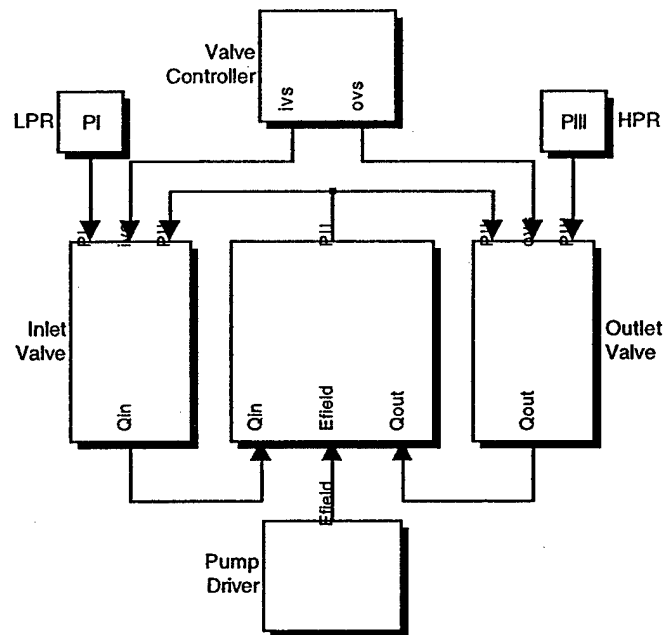 Valve
Controller
ivs
ovs
LPR
PI
PIII
HPR
PI
ivs
PII
PII
PII
ovs
PIII
Inlet
Valve
Outlet
Valve
Qin
Qin
Efield
Qout
Qout
Efield
Pump
Driver